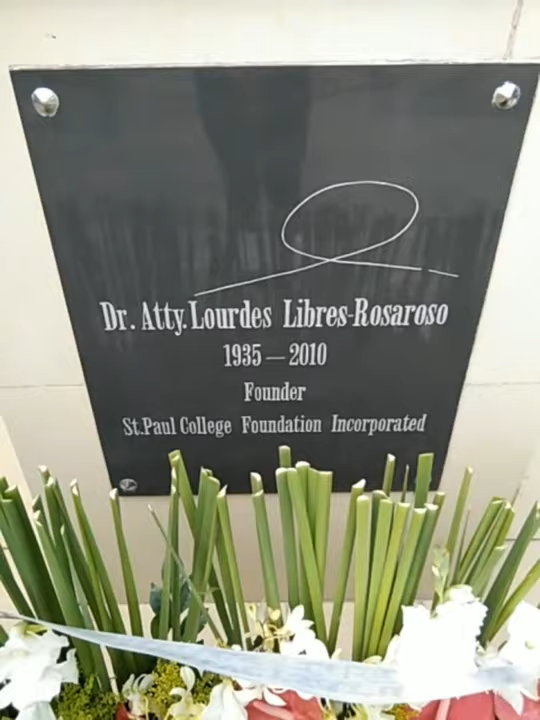 Dr. Atty. Lourdes Libres-Rosaroso
1935 — 2010
Founder
St. Paul College Foundation Incorporated